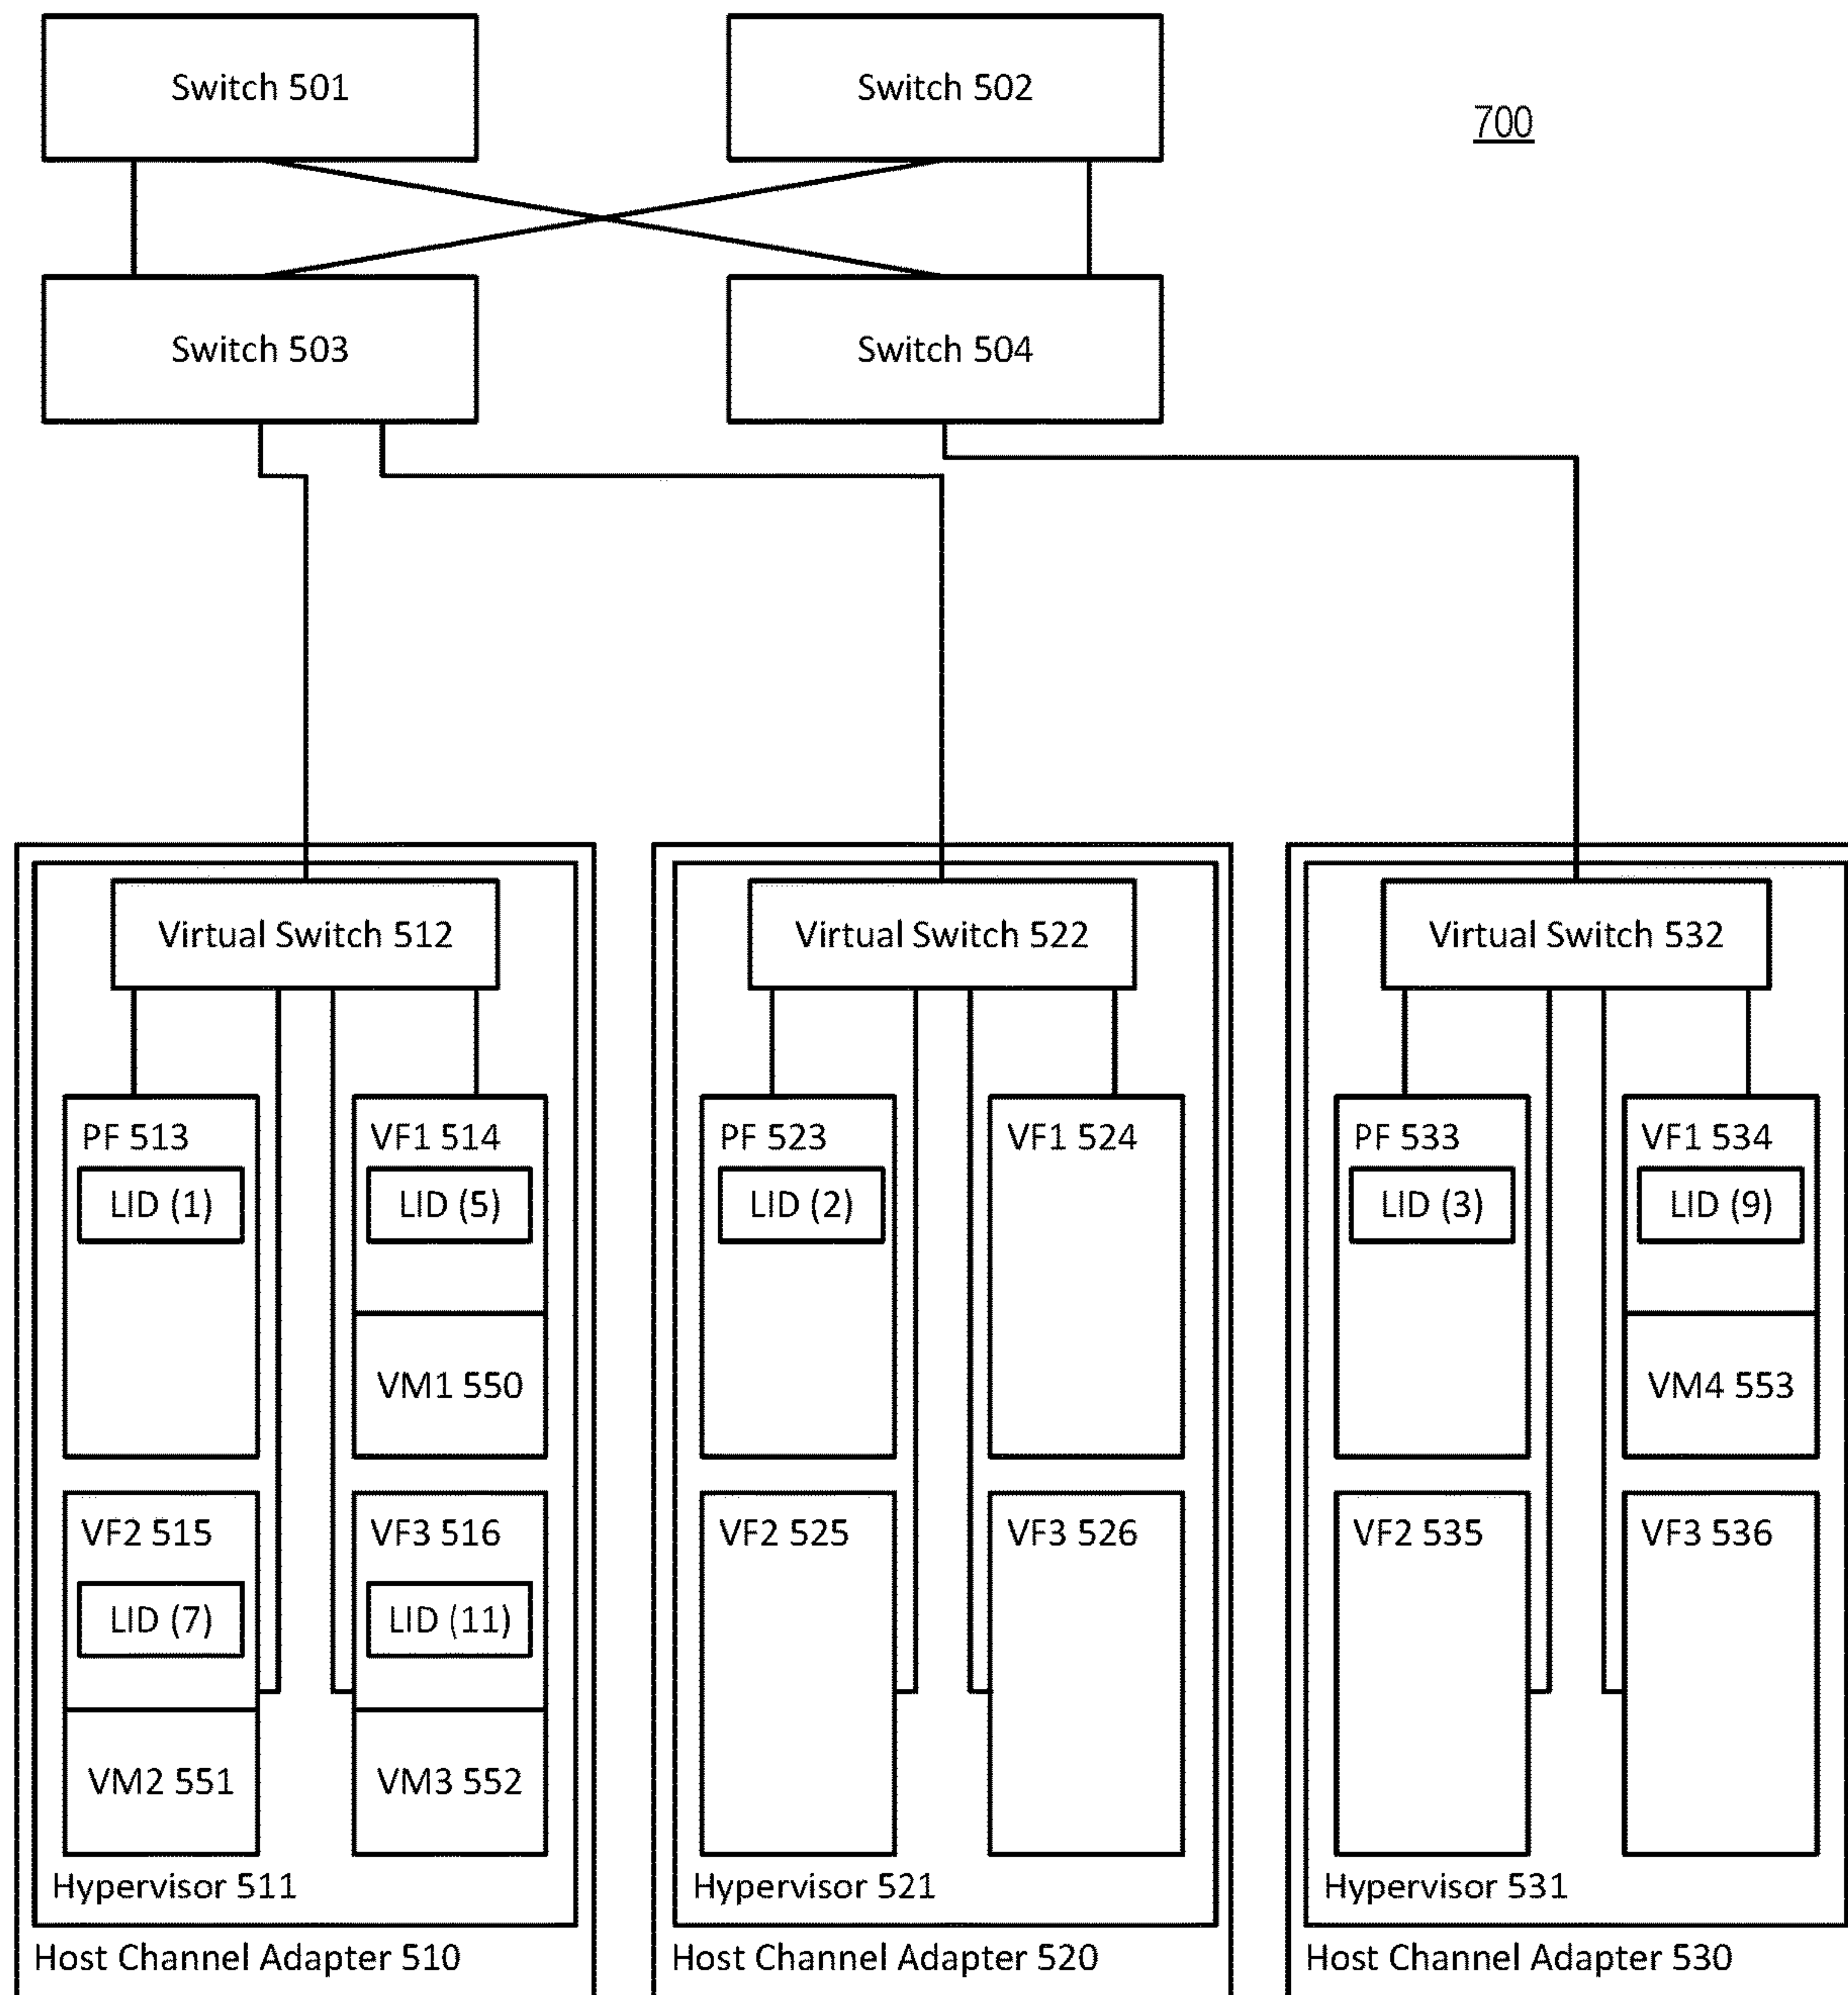 Switch 501
Switch 502
700
Switch 503
Switch 504
Virtual Switch 512
Virtual Switch 522
Virtual Switch 532
PF 513
LID (1)
VF1 514
LID (5)
VM1 550
VF2 515
LID (7)
VM2 551
VF3 516
LID (11)
VM3 552
Hypervisor 511
Host Channel Adapter 510
PF 523
LID (2)
VF1 524
VF2 525
VF3 526
Hypervisor 521
Host Channel Adapter 520
PF 533
LID (3)
VF1 534
LID (9)
VM4 553
VF2 535
VF3 536
Hypervisor 531
Host Channel Adapter 530